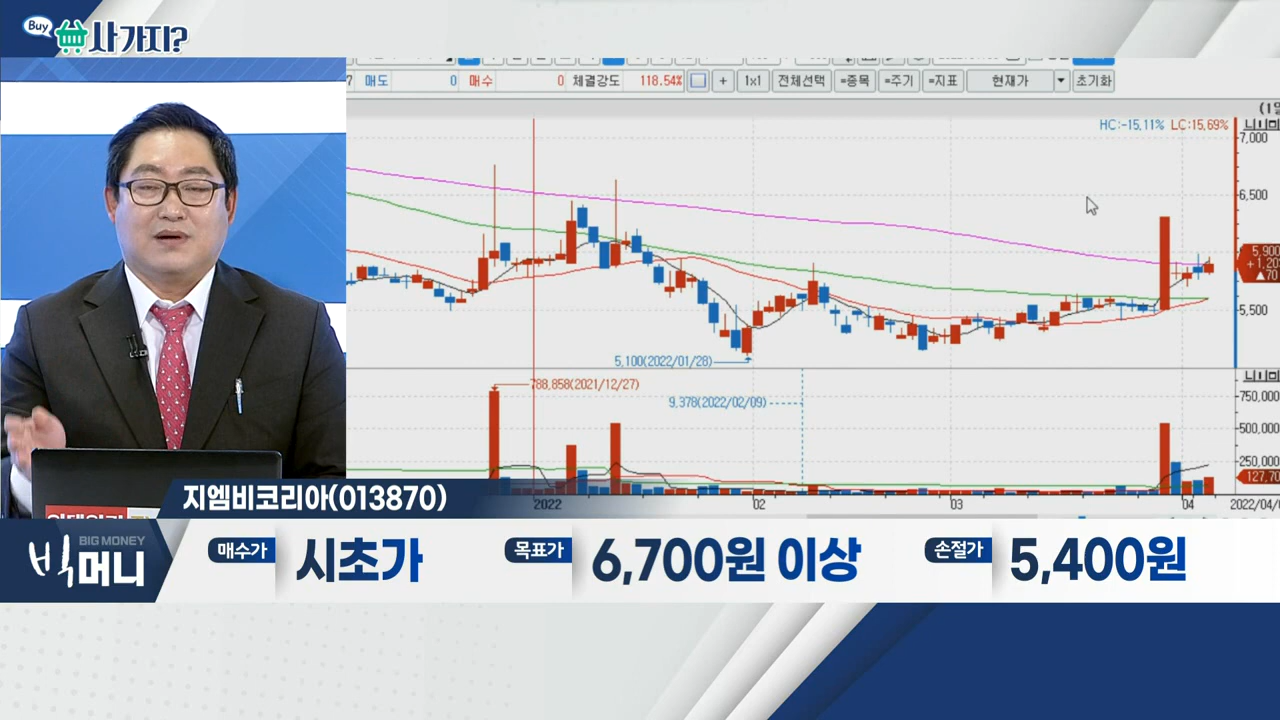 Buy
사가지?
7 매도 0 매수 0 체결강도 118.54% + 1x1 전체선택 =종목 =주기 =지표 현재가 초기화
HC:-15.11% LC:15.69%
7,000
6,500
5,900
5,500
5,100(2022/01/28)
788,858(2021/12/27)
9,378(2022/02/09)
750,000
500,000
250,000
127,70
2022 02 03 04 2022/04/0
지엠비코리아(013870)
BIG MONEY
빅머니
매수가 시초가 목표가 6,700원 이상 손절가 5,400원